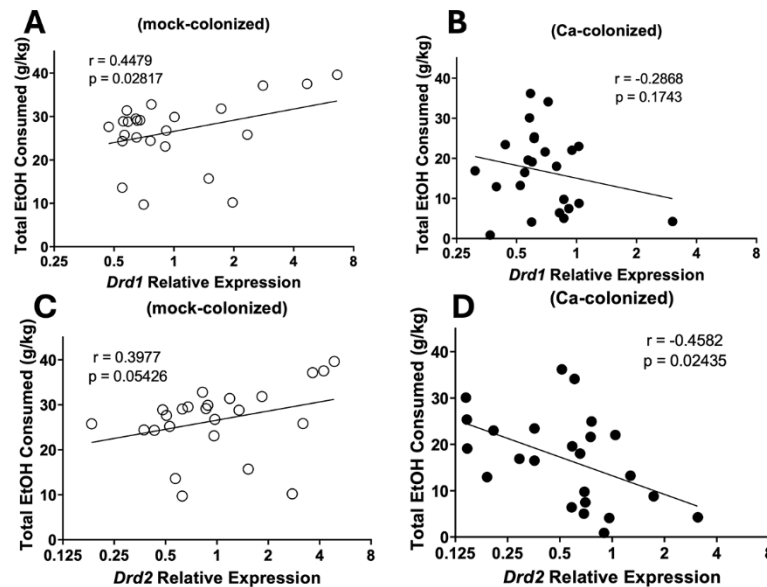 A
(mock-colonized)
r = 0.4479
p = 0.02817
Total EtOH Consumed (g/kg)
40
30
20
10
0
0.25 0.5 1 2 4 8
Drd1 Relative Expression
B
(Ca-colonized)
r = -0.2868
p = 0.1743
Total EtOH Consumed (g/kg)
40
30
20
10
0
0.25 0.5 1 2 4
Drd1 Relative Expression
C
(mock-colonized)
r = 0.3977
p = 0.05426
Total EtOH Consumed (g/kg)
40
30
20
10
0
0.125 0.25 0.5 1 2 4 8
Drd2 Relative Expression
D
(Ca-colonized)
r = -0.4582
p = 0.02435
Total EtOH Consumed (g/kg)
40
30
20
10
0
0.125 0.25 0.5 1 2 4 8
Drd2 Relative Expression